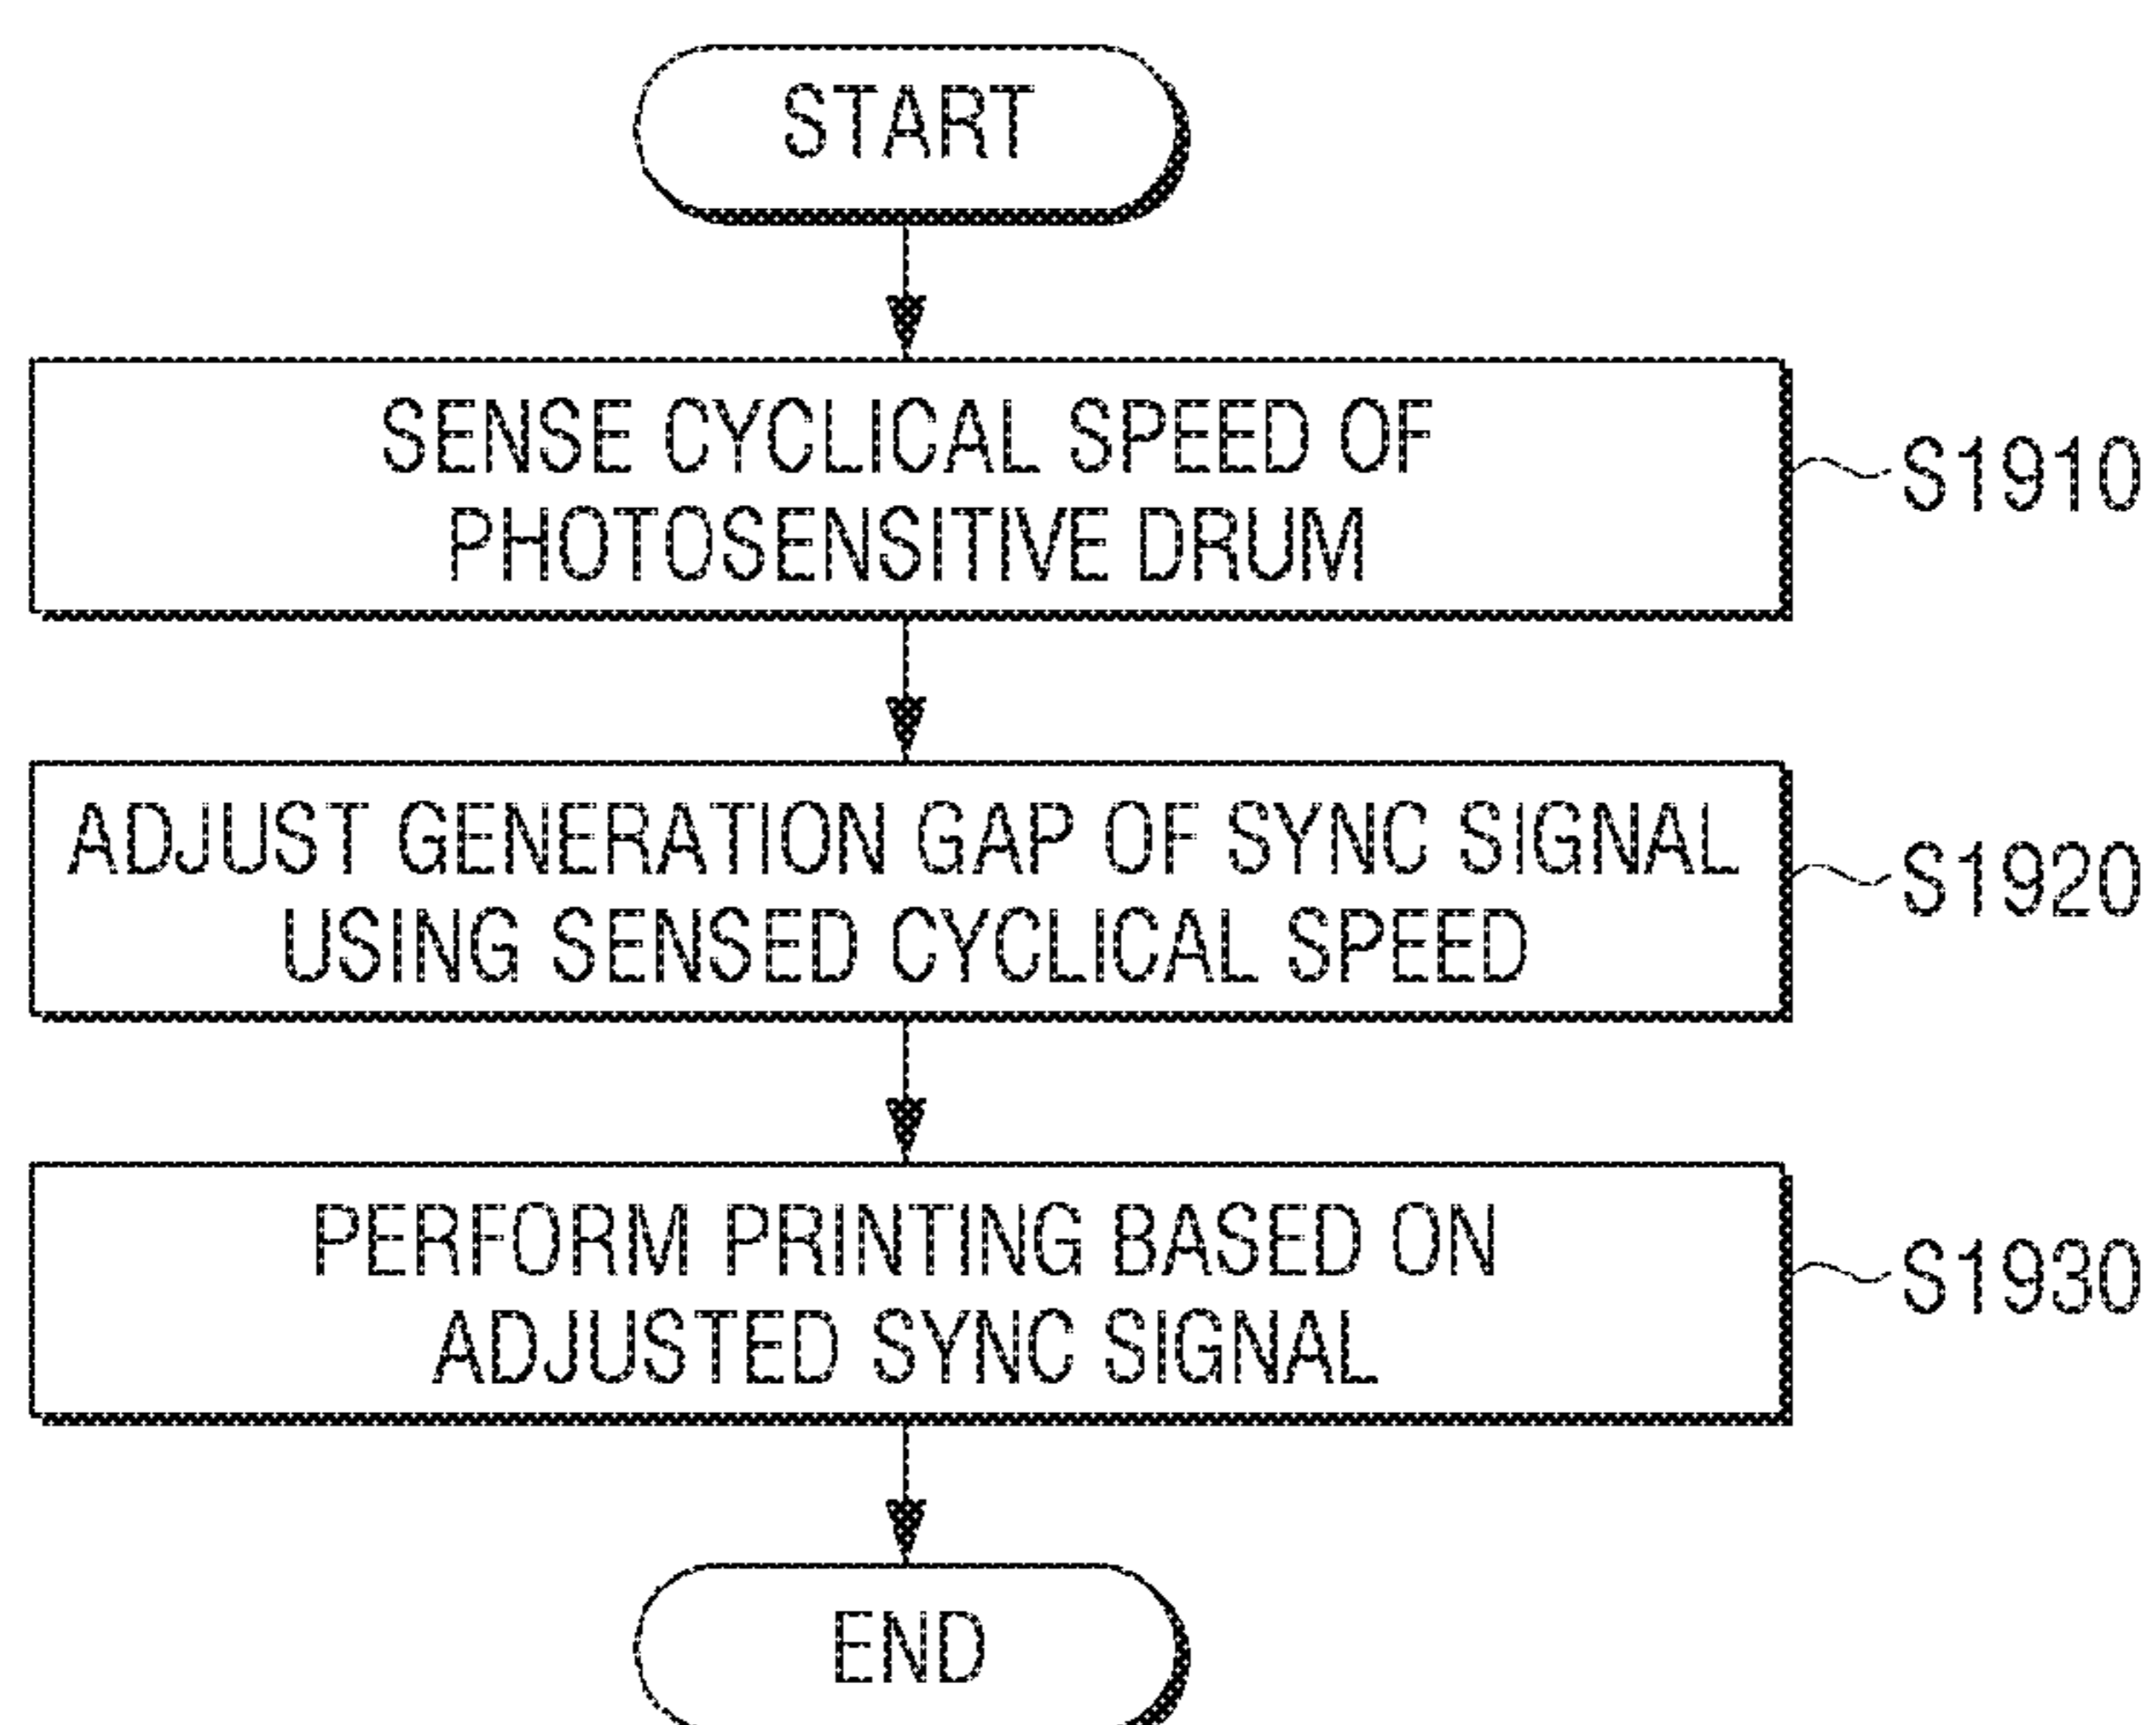 START
SENSE CYCLICAL SPEED OF
PHOTOSENSITIVE DRUM
S1910
ADJUST GENERATION GAP OF SYNC SIGNAL
USING SENSED CYCLICAL SPEED
S1920
PERFORM PRINTING BASED ON
ADJUSTED SYNC SIGNAL
S1930
END